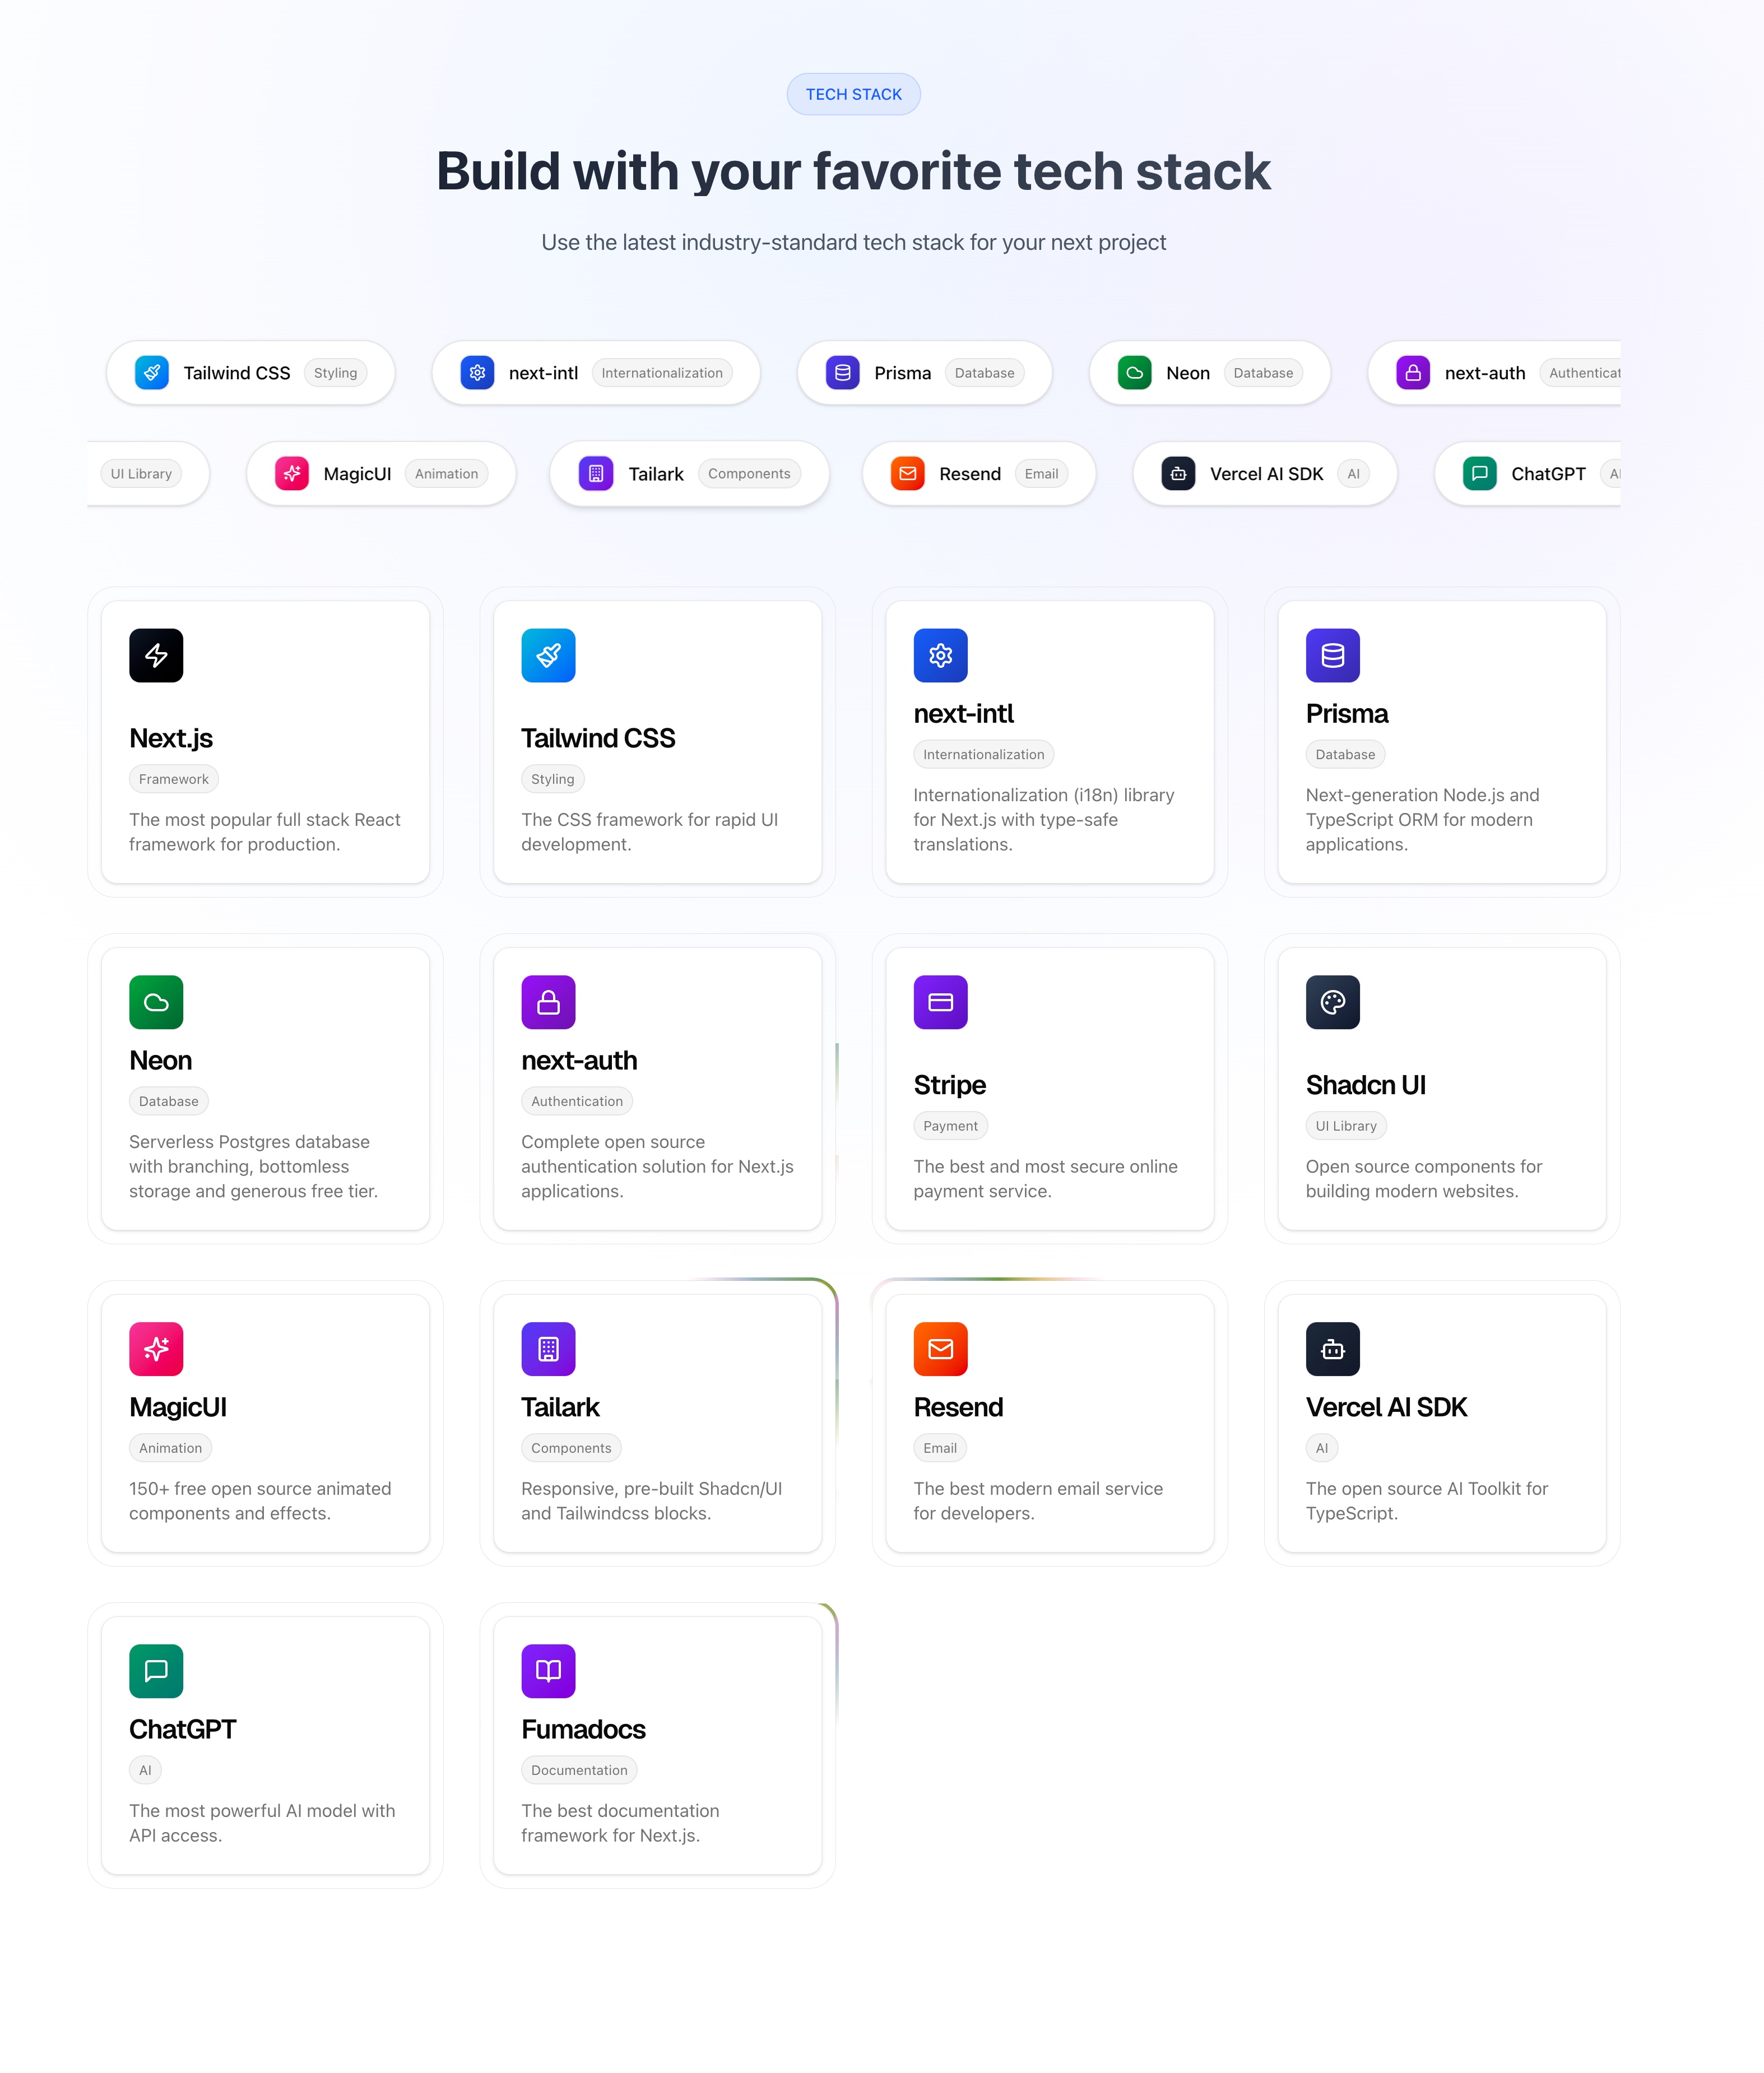 TECH STACK
Build with your favorite tech stack
Use the latest industry-standard tech stack for your next project
Tailwind CSS Styling
next-intl Internationalization
Prisma Database
Neon Database
next-auth Authenticat
UI Library
MagicUI Animation
Tailark Components
Resend Email
Vercel AI SDK AI
ChatGPT
Next.js
Framework
The most popular full stack React
framework for production.
Tailwind CSS
Styling
The CSS framework for rapid UI
development.
next-intl
Internationalization
Internationalization (i18n) library
for Next.js with type-safe
translations.
Prisma
Database
Next-generation Node.js and
TypeScript ORM for modern
applications.
Neon
Database
Serverless Postgres database
with branching, bottomless
storage and generous free tier.
next-auth
Authentication
Complete open source
authentication solution for Next.js
applications.
Stripe
Payment
The best and most secure online
payment service.
Shadcn UI
UI Library
Open source components for
building modern websites.
MagicUI
Animation
150+ free open source animated
components and effects.
Tailark
Components
Responsive, pre-built Shadcn/UI
and Tailwindcss blocks.
Resend
Email
The best modern email service
for developers.
Vercel AI SDK
AI
The open source AI Toolkit for
TypeScript.
ChatGPT
AI
The most powerful AI model with
API access.
Fumadocs
Documentation
The best documentation
framework for Next.js.